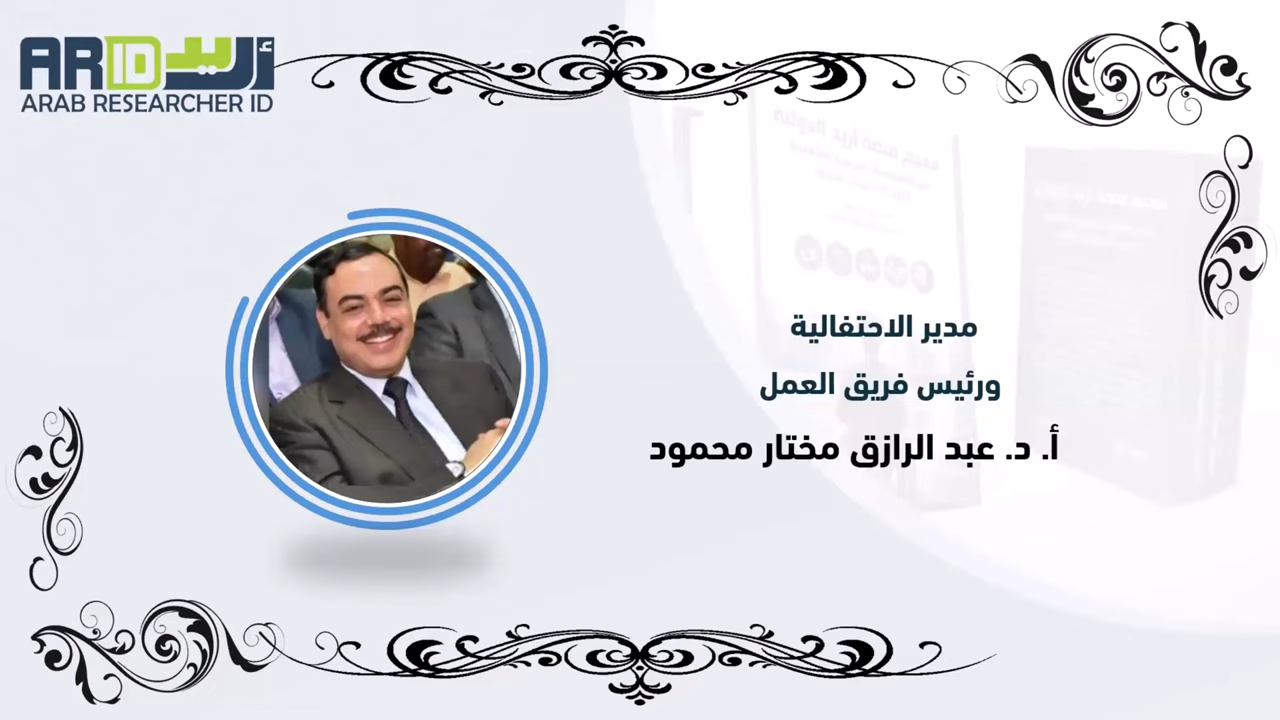 ARID أريد
ARAB RESEARCHER ID
مدير الاحتفالية
ورئيس فريق العمل
أ. د. عبد الرازق مختار محمود